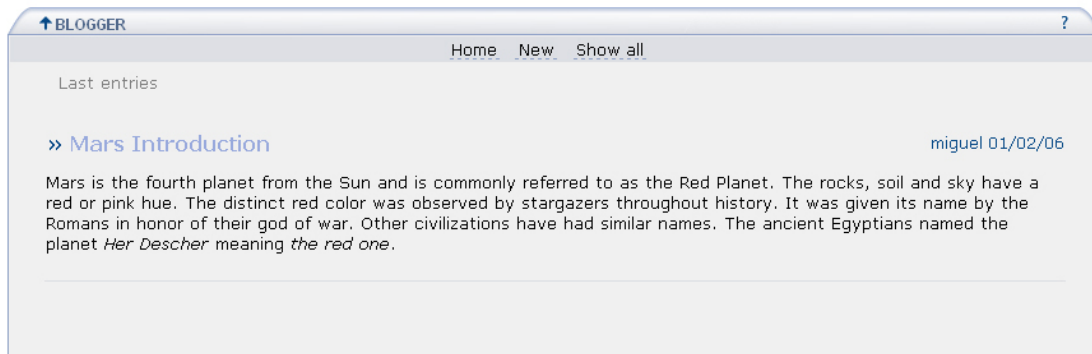 BLOGGER ?
Home New Show all
Last entries
» Mars Introduction miguel 01/02/06
Mars is the fourth planet from the Sun and is commonly referred to as the Red Planet. The rocks, soil and sky have a
red or pink hue. The distinct red color was observed by stargazers throughout history. It was given its name by the
Romans in honor of their god of war. Other civilizations have had similar names. The ancient Egyptians named the
planet Her Descher meaning the red one.